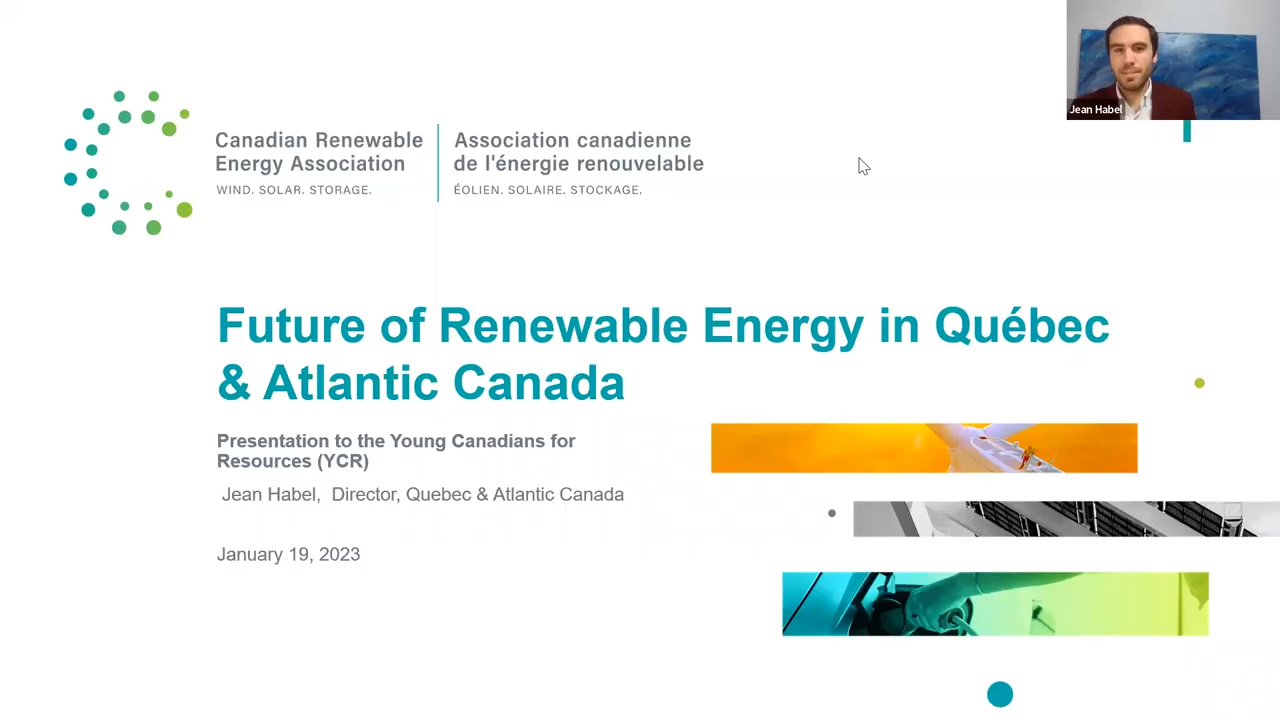 Canadian Renewable
Energy Association
WIND. SOLAR. STORAGE.
Association canadienne
de l'énergie renouvelable
ÉOLIEN. SOLAIRE. STOCKAGE.
Jean Habel
Future of Renewable Energy in Québec
& Atlantic Canada
Presentation to the Young Canadians for
Resources (YCR)
Jean Habel, Director, Quebec & Atlantic Canada
January 19, 2023